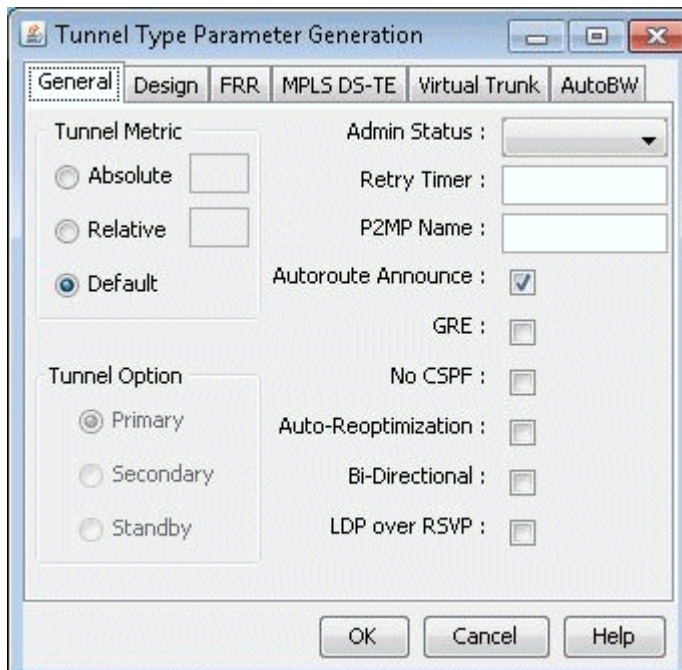 Tunnel Type Parameter Generation
General
Design
FRR
MPLS DS-TE
Virtual Trunk
AutoBW
Tunnel Metric
Absolute
Relative
Default
Tunnel Option
Primary
Secondary
Standby
Admin Status :
Retry Timer :
P2MP Name :
Autoroute Announce :
GRE :
No CSPF :
Auto-Reoptimization :
Bi-Directional :
LDP over RSVP :
OK
Cancel
Help